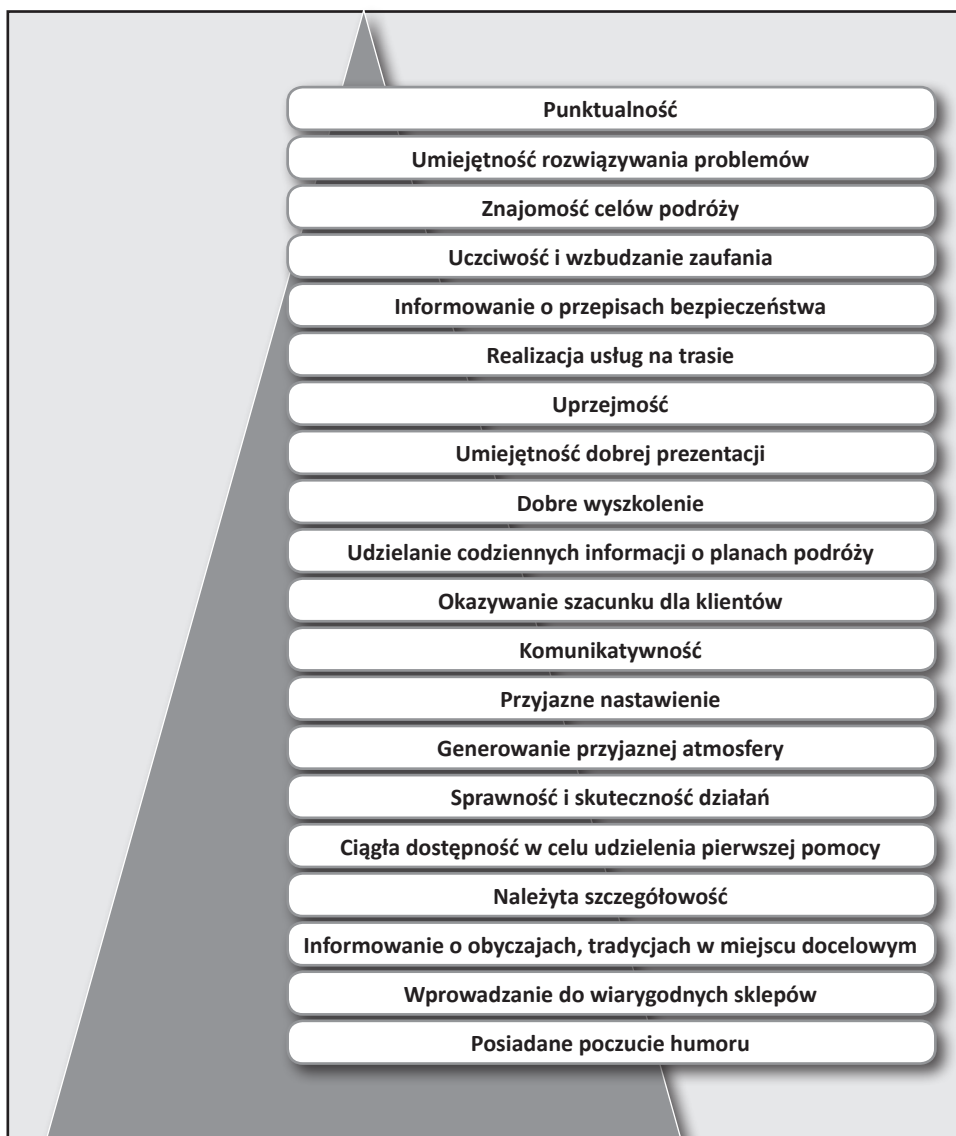 Punktualność
Umiejętność rozwiązywania problemów
Znajomość celów podróży
Uczciwość i wzbudzanie zaufania
Informowanie o przepisach bezpieczeństwa
Realizacja usług na trasie
Uprzejmość
Umiejętność dobrej prezentacji
Dobre wyszkolenie
Udzielanie codziennych informacji o planach podróży
Okazywanie szacunku dla klientów
Komunikatywność
Przyjazne nastawienie
Generowanie przyjaznej atmosfery
Sprawność i skuteczność działań
Ciągła dostępność w celu udzielenia pierwszej pomocy
Należyta szczegółowość
Informowanie o obyczajach, tradycjach w miejscu docelowym
Wprowadzanie do wiarygodnych sklepów
Posiadane poczucie humoru